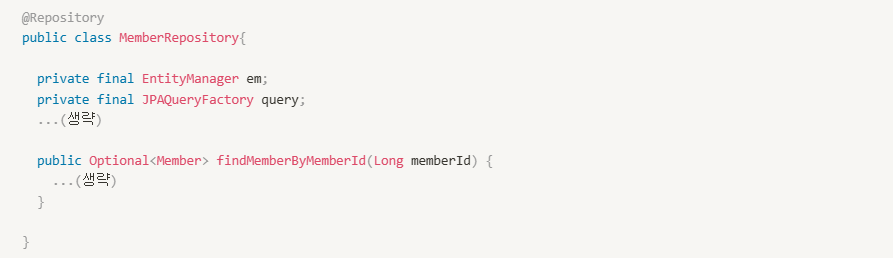 @Repository
public class MemberRepository{
private final EntityManager em;
private final JPAQueryFactory query;
...(생략)
public Optional<Member> findMemberByMemberId(Long memberId) {
...(생략)
}
}